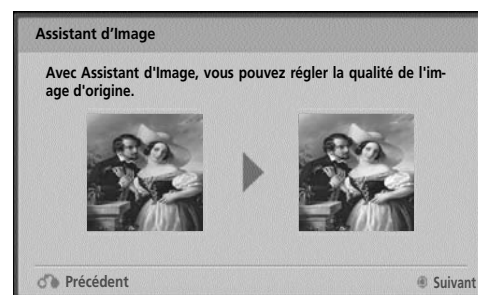 Assistant d'Image
Avec Assistant d'Image, vous pouvez régler la qualité de l'im-
age d'origine.
Précédent
Suivant